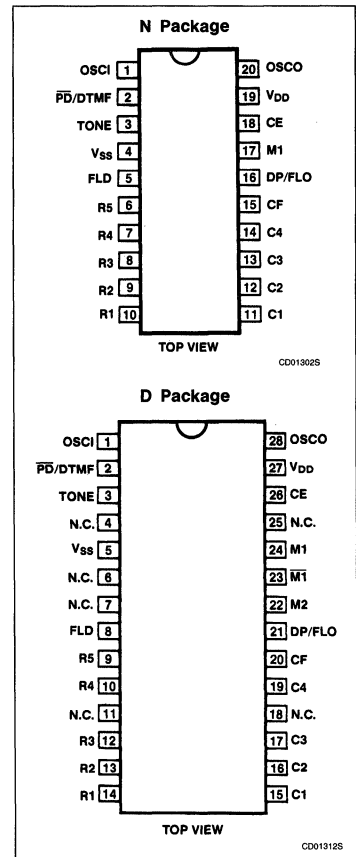 N Package
OSCI 1 20 OSCO
P̅D̅/DTMF 2 19 VDD
TONE 3 18 CE
VSS 4 17 M1
FLD 5 16 DP/FLO
R5 6 15 CF
R4 7 14 C4
R3 8 13 C3
R2 9 12 C2
R1 10 11 C1
TOP VIEW
CD01302S
D Package
OSCI 1 28 OSCO
P̅D̅/DTMF 2 27 VDD
TONE 3 26 CE
N.C. 4 25 N.C.
VSS 5 24 M1
N.C. 6 23 M̅1̅
N.C. 7 22 M2
FLD 8 21 DP/FLO
R5 9 20 CF
R4 10 19 C4
N.C. 11 18 N.C.
R3 12 17 C3
R2 13 16 C2
R1 14 15 C1
TOP VIEW
CD01312S